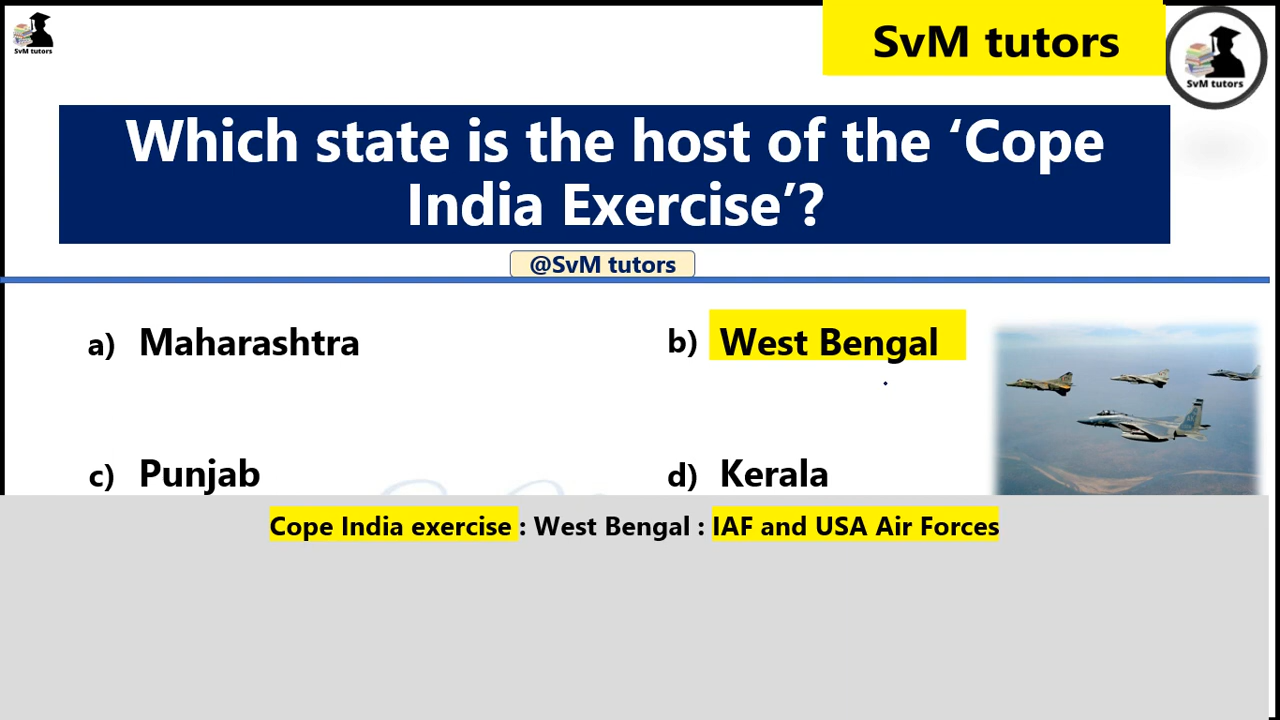 SvM tutors
SvM tutors
SvM tutors
Which state is the host of the ‘Cope
India Exercise’?
@SvM tutors
a) Maharashtra
b) West Bengal
c) Punjab
d) Kerala
Cope India exercise : West Bengal : IAF and USA Air Forces